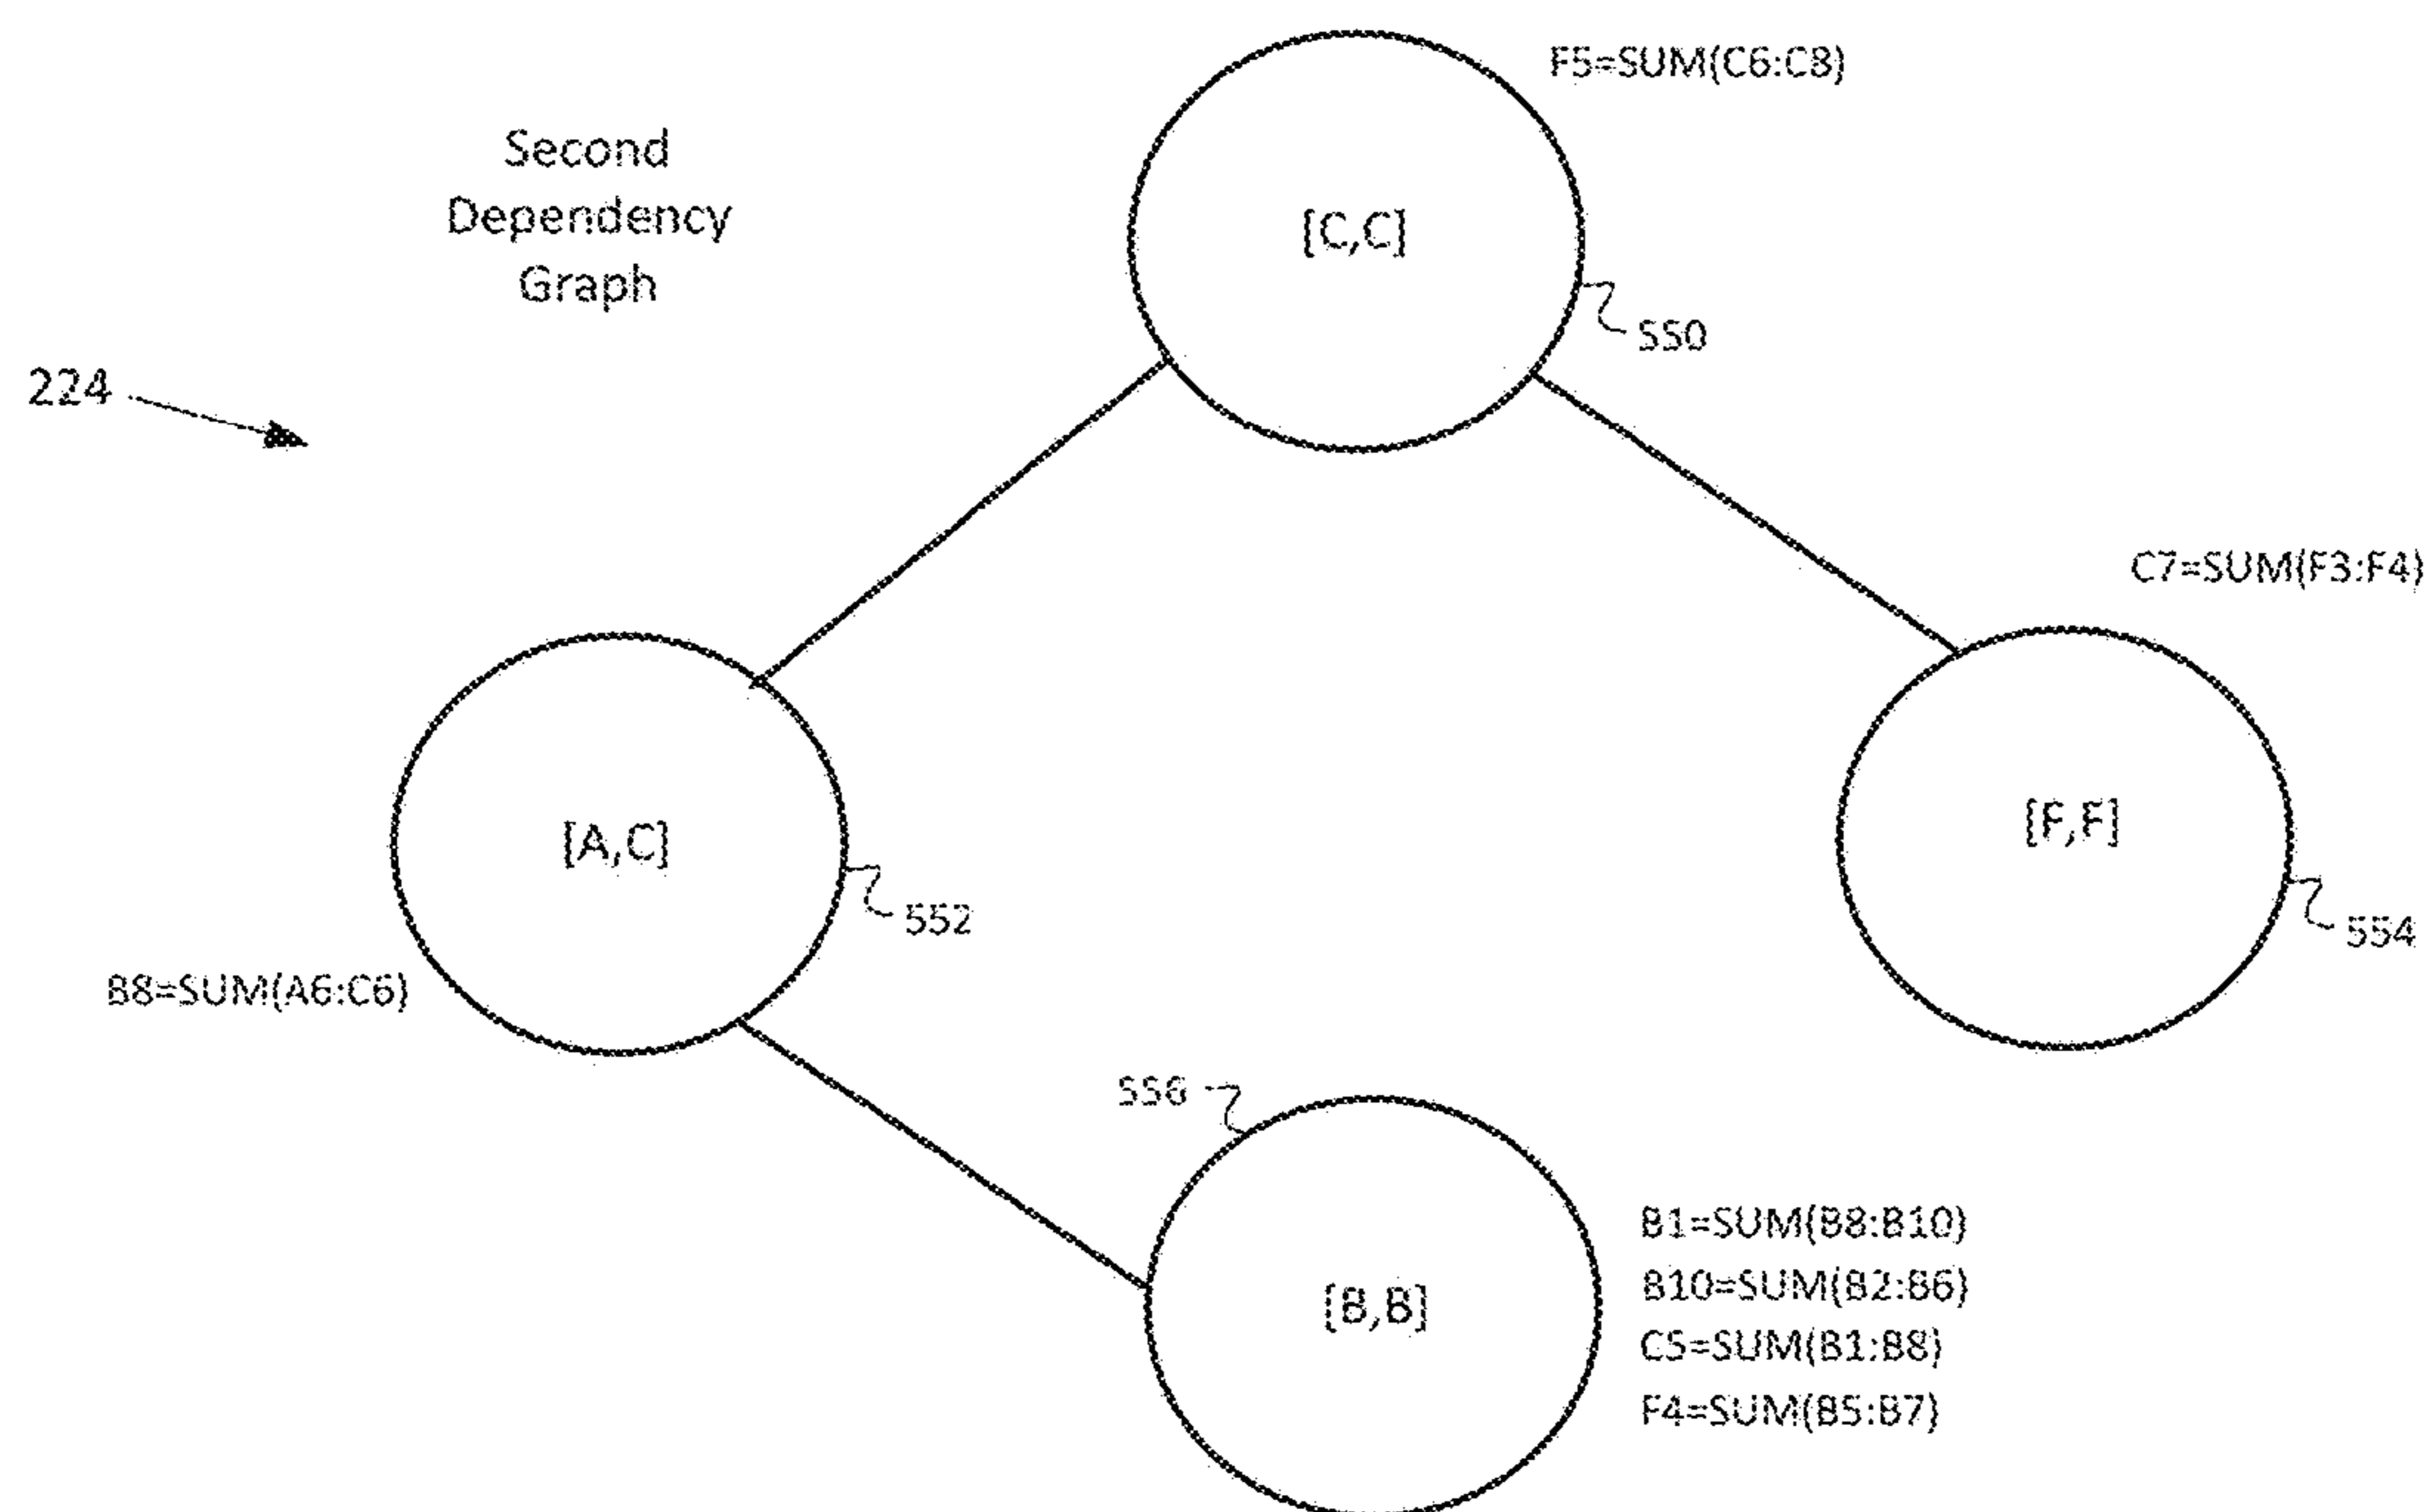 F5=SUM(C6:C8)
Second
Dependency
Graph
[C,C]
550
224
C7=SUM(F3:F4)
[A,C]
[F,F]
552
554
B8=SUM(A6:C6)
556
B1=SUM(B8:B10)
B10=SUM(B2:B6)
[B,B]
C5=SUM(B1:B8)
F4=SUM(B5:B7)